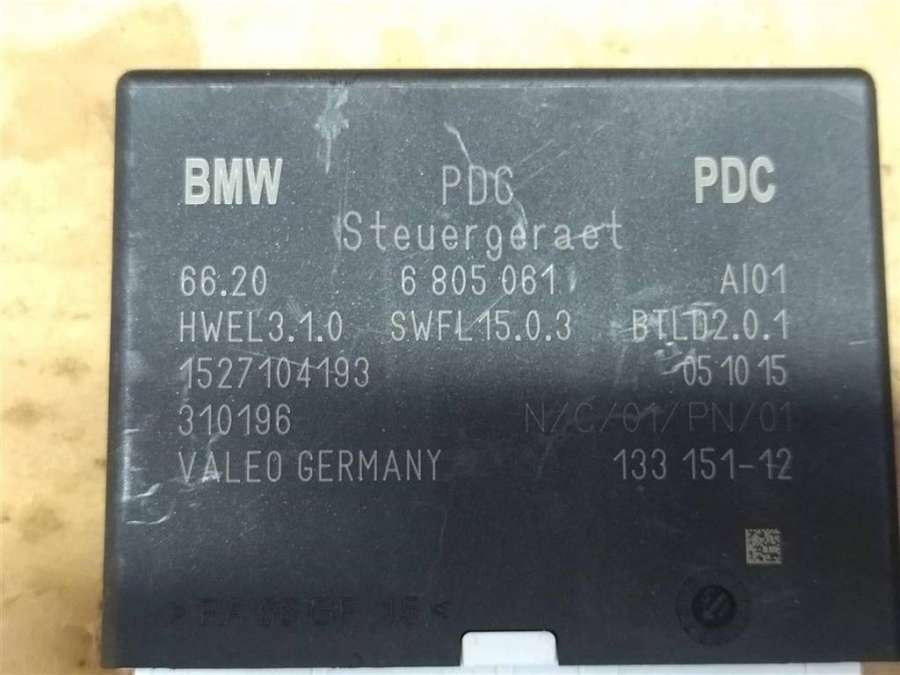 BMW PDC PDC
Steuergeraet
66.20 6 805 061 AI01
HWEL3.1.0 SWFL15.0.3 BTLD2.0.1
1527104193 05 10 15
310196 N/C/01/PN/01
VALEO GERMANY 133 151-12